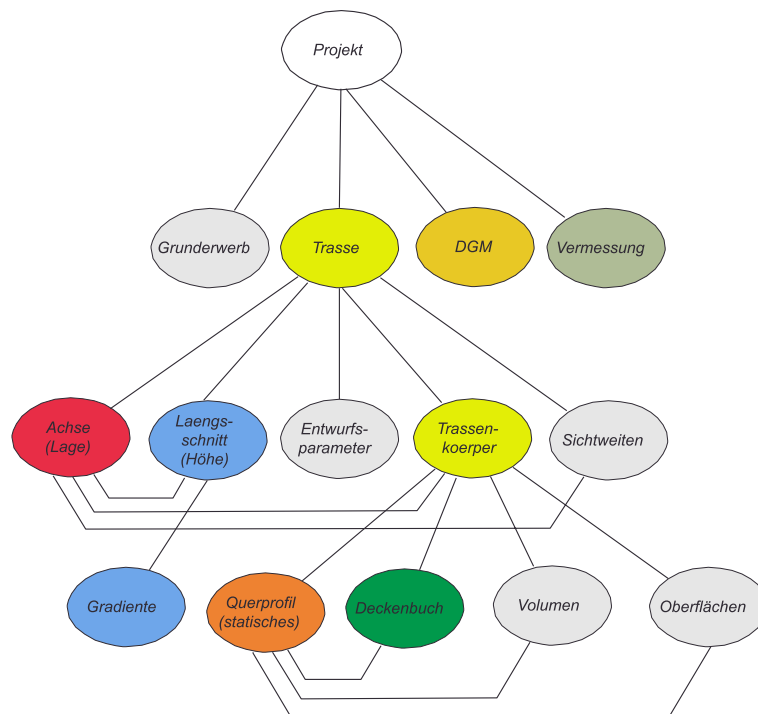 Projekt
Grunderwerb
Trasse
DGM
Vermessung
Achse
(Lage)
Laengs-
schnitt
(Höhe)
Entwurfs-
parameter
Trassen-
koerper
Sichtweiten
Gradiente
Querprofil
(statisches)
Deckenbuch
Volumen
Oberflächen